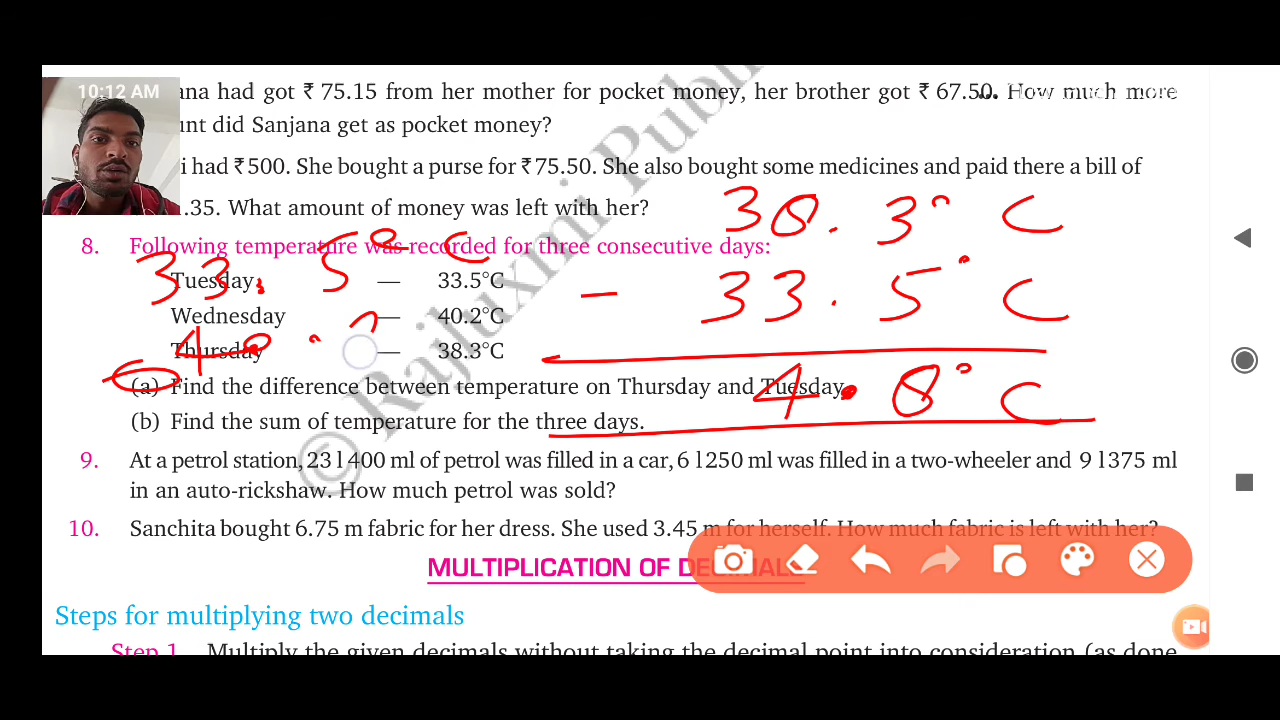 10:12 AM
ana had got ₹ 75.15 from her mother for pocket money, her brother got ₹ 67.50. How much more
unt did Sanjana get as pocket money?
i had ₹ 500. She bought a purse for ₹ 75.50. She also bought some medicines and paid there a bill of
.35. What amount of money was left with her?
38.3° C
8. Following temperature was recorded for three consecutive days:
33.5° C
Tuesday — 33.5°C
- 33.5° C
Wednesday — 40.2°C
40.2
Thursday — 38.3°C
4.8° C
(a) Find the difference between temperature on Thursday and Tuesday.
(b) Find the sum of temperature for the three days.
9. At a petrol station, 23 l 400 ml of petrol was filled in a car, 6 l 250 ml was filled in a two-wheeler and 9 l 375 ml
in an auto-rickshaw. How much petrol was sold?
10. Sanchita bought 6.75 m fabric for her dress. She used 3.45 m for herself. How much fabric is left with her?
MULTIPLICATION OF DECIMALS
Steps for multiplying two decimals
Step 1 Multiply the given decimals without taking the decimal point into consideration (as done
© Rajluxmi Publi